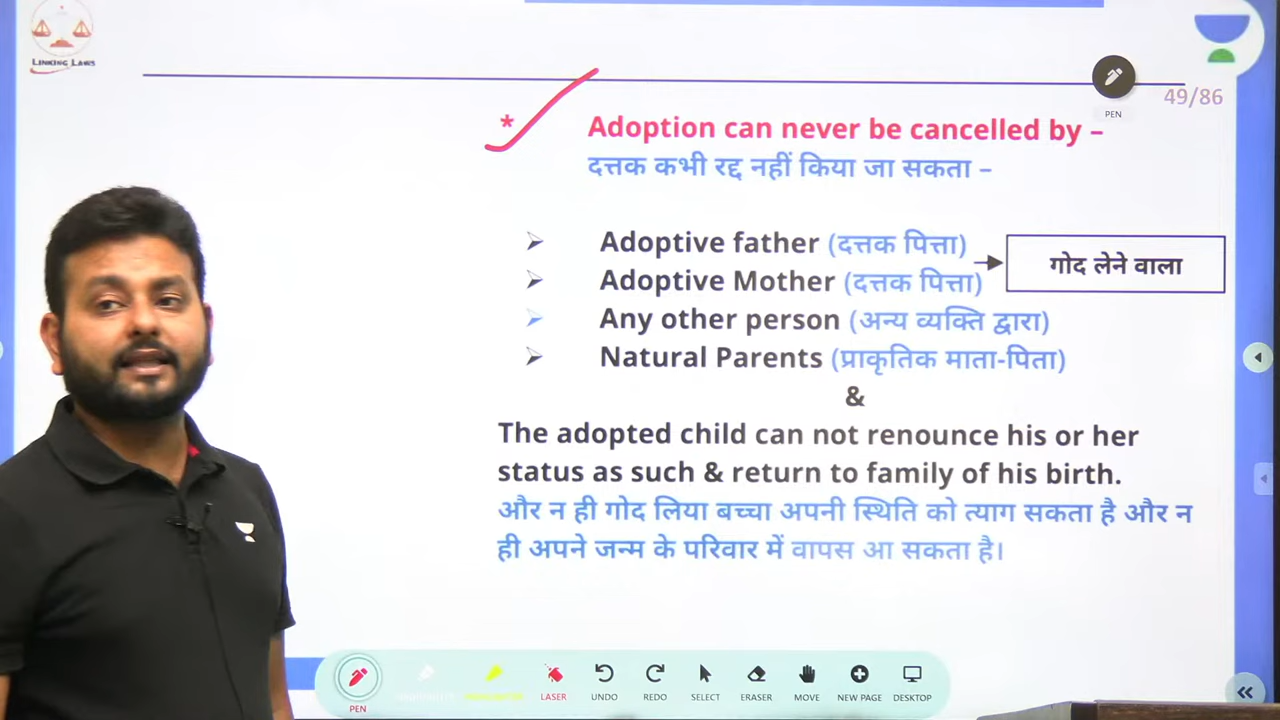 LINKING LAWS
PEN
49/86
* Adoption can never be cancelled by –
दत्तक कभी रद्द नहीं किया जा सकता –
➢ Adoptive father (दत्तक पित्ता)
➢ Adoptive Mother (दत्तक पित्ता)
गोद लेने वाला
➢ Any other person (अन्य व्यक्ति द्वारा)
➢ Natural Parents (प्राकृतिक माता-पिता)
&
The adopted child can not renounce his or her
status as such & return to family of his birth.
और न ही गोद लिया बच्चा अपनी स्थिति को त्याग सकता है और न
ही अपने जन्म के परिवार में वापस आ सकता है।
PEN LASER UNDO REDO SELECT ERASER MOVE NEW PAGE DESKTOP